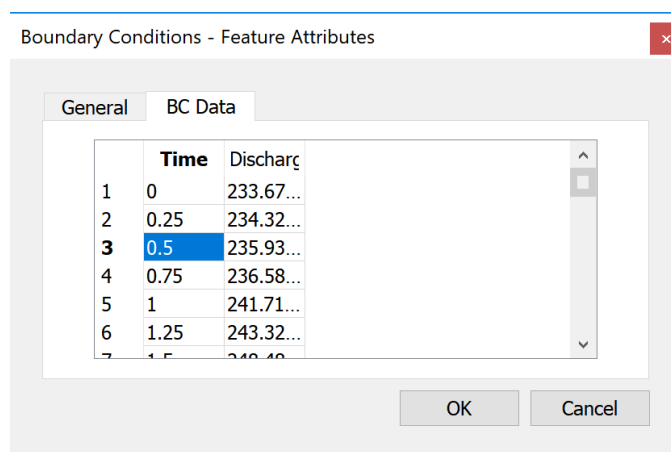 Boundary Conditions - Feature Attributes
General BC Data
Time Discharg
1 0 233.67...
2 0.25 234.32...
3 0.5 235.93...
4 0.75 236.58...
5 1 241.71...
6 1.25 243.32...
OK Cancel